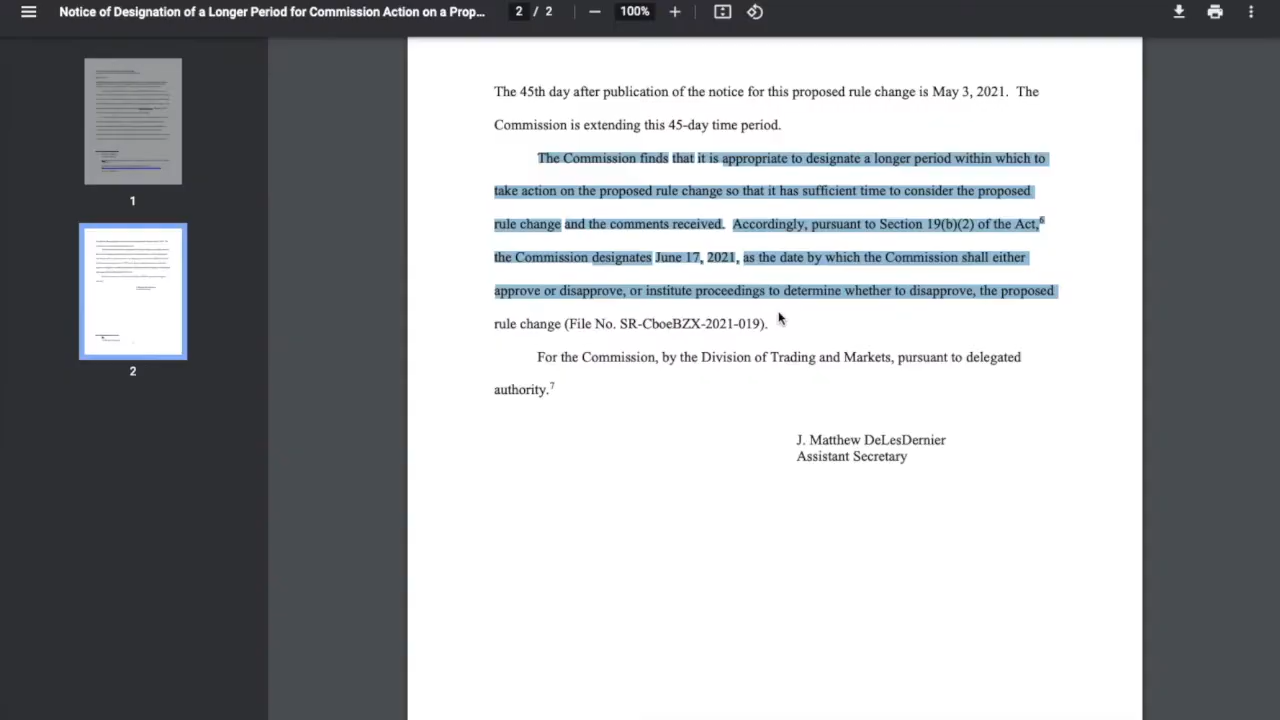 Notice of Designation of a Longer Period for Commission Action on a Prop...
2 / 2
100%
1
2
The 45th day after publication of the notice for this proposed rule change is May 3, 2021. The
Commission is extending this 45-day time period.
The Commission finds that it is appropriate to designate a longer period within which to
take action on the proposed rule change so that it has sufficient time to consider the proposed
rule change and the comments received. Accordingly, pursuant to Section 19(b)(2) of the Act,6
the Commission designates June 17, 2021, as the date by which the Commission shall either
approve or disapprove, or institute proceedings to determine whether to disapprove, the proposed
rule change (File No. SR-CboeBZX-2021-019).
For the Commission, by the Division of Trading and Markets, pursuant to delegated
authority.7
J. Matthew DeLesDernier
Assistant Secretary